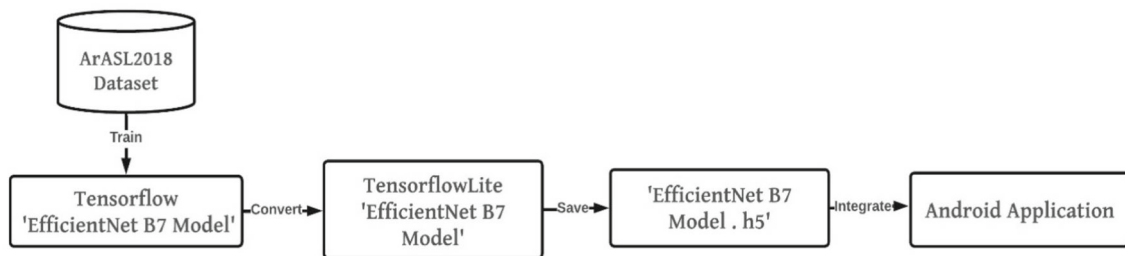 ArASL2018
Dataset
Train
Tensorflow
'EfficientNet B7 Model'
Convert
TensorflowLite
'EfficientNet B7
Model'
Save
'EfficientNet B7
Model . h5'
Integrate
Android Application